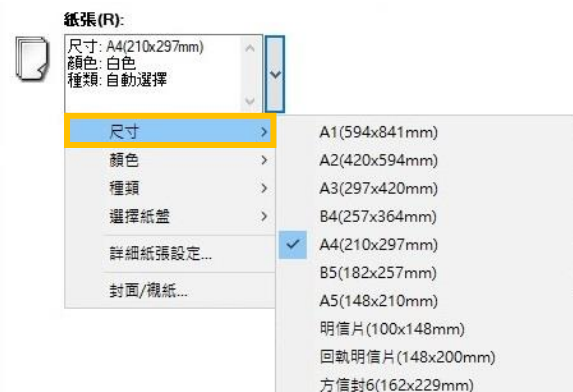 紙張(R):
尺寸: A4(210x297mm)
顏色: 白色
種類: 自動選擇
尺寸
顏色
種類
選擇紙盤
詳細紙張設定...
封面/襯紙...
A1(594x841mm)
A2(420x594mm)
A3(297x420mm)
B4(257x364mm)
A4(210x297mm)
B5(182x257mm)
A5(148x210mm)
明信片(100x148mm)
回執明信片(148x200mm)
方信封6(162x229mm)